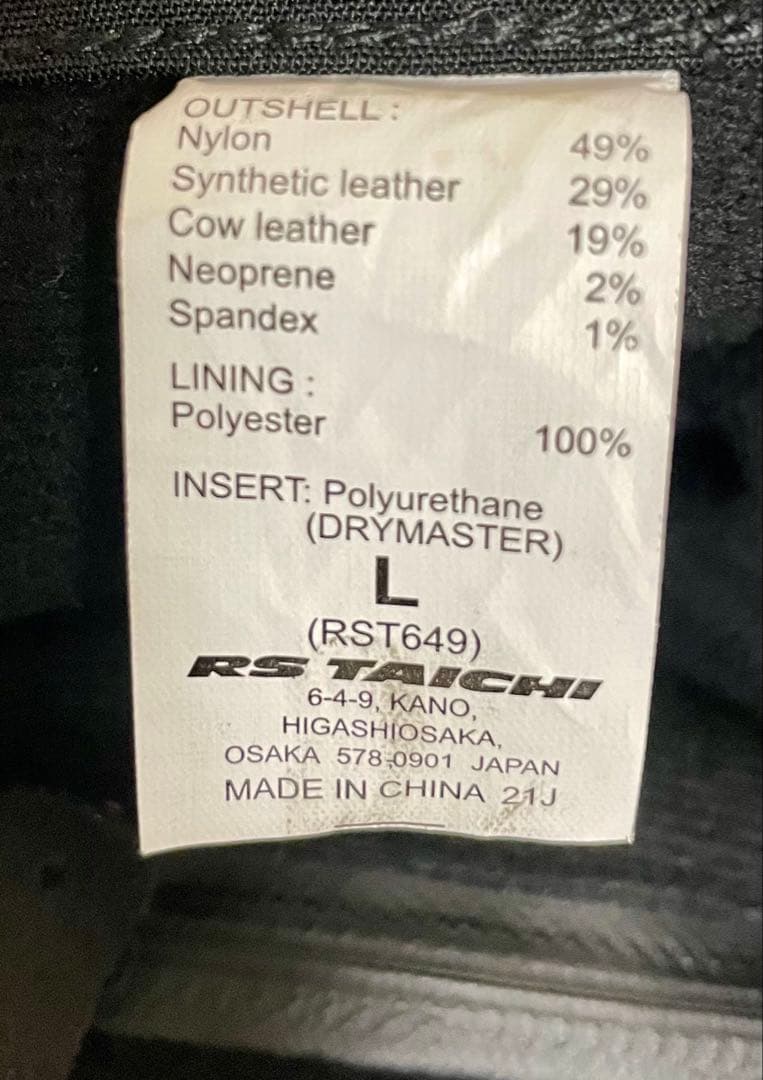 OUTSHELL :
Nylon 49%
Synthetic leather 29%
Cow leather 19%
Neoprene 2%
Spandex 1%
LINING :
Polyester 100%
INSERT: Polyurethane
(DRYMASTER)
L
(RST649)
RS TAICHI
6-4-9, KANO,
HIGASHIOSAKA,
OSAKA 578-0901 JAPAN
MADE IN CHINA 21J